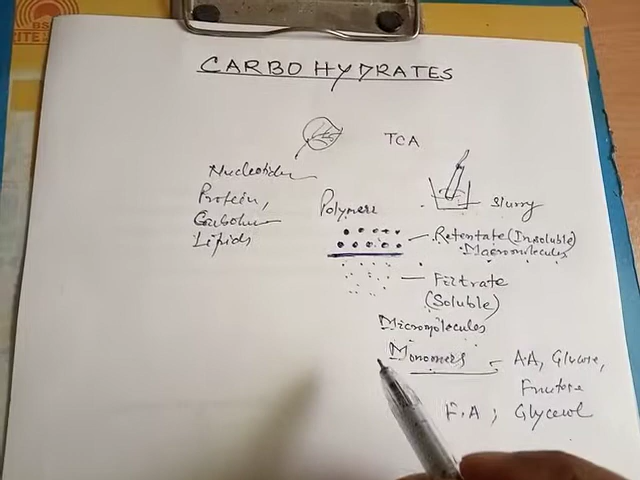 CARBOHYDRATES
TCA
Nucleotides
Protein,
Carbohy
Lipids
Polymers
Slurry
Retentate (Insoluble)
Macromolecules
Filtrate
(Soluble)
Micromolecules
Monomers
AA, Glucose,
Fructose
F.A ; Glycerol